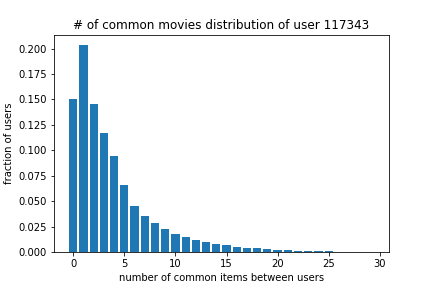 # of common movies distribution of user 117343
0.200
0.175
0.150
0.125
0.100
0.075
0.050
0.025
0.000
fraction of users
0 5 10 15 20 25 30
number of common items between users